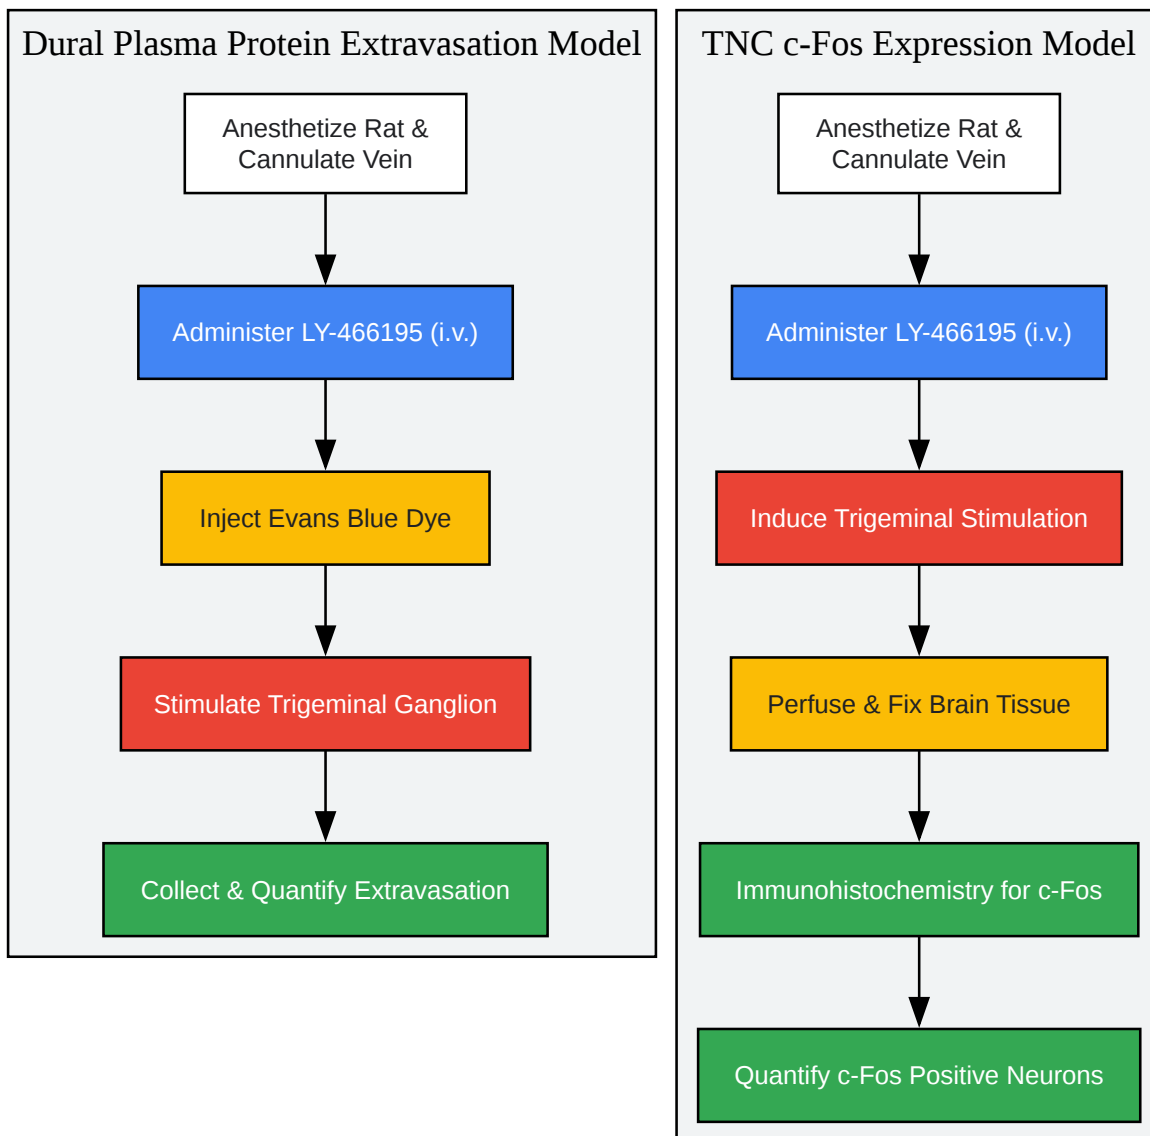 Dural Plasma Protein Extravasation Model
Anesthetize Rat &
Cannulate Vein
Administer LY-466195 (i.v.)
Inject Evans Blue Dye
Stimulate Trigeminal Ganglion
Collect & Quantify Extravasation
TNC c-Fos Expression Model
Anesthetize Rat &
Cannulate Vein
Administer LY-466195 (i.v.)
Induce Trigeminal Stimulation
Perfuse & Fix Brain Tissue
Immunohistochemistry for c-Fos
Quantify c-Fos Positive Neurons